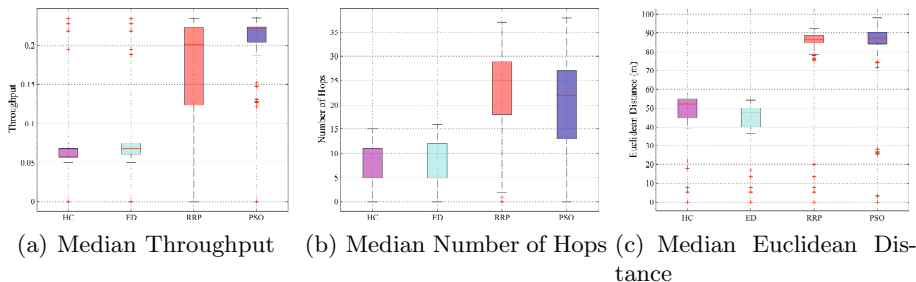 0.2
0.15
0.1
0.05
0
Throughput
HC ED RRP PSO
(a) Median Throughput
35
30
25
20
15
10
5
0
Number of Hops
HC ED RRP PSO
(b) Median Number of Hops
100
90
80
70
60
50
40
30
20
10
0
Euclidean Distance (m)
HC ED RRP PSO
(c) Median Euclidean Dis-
tance